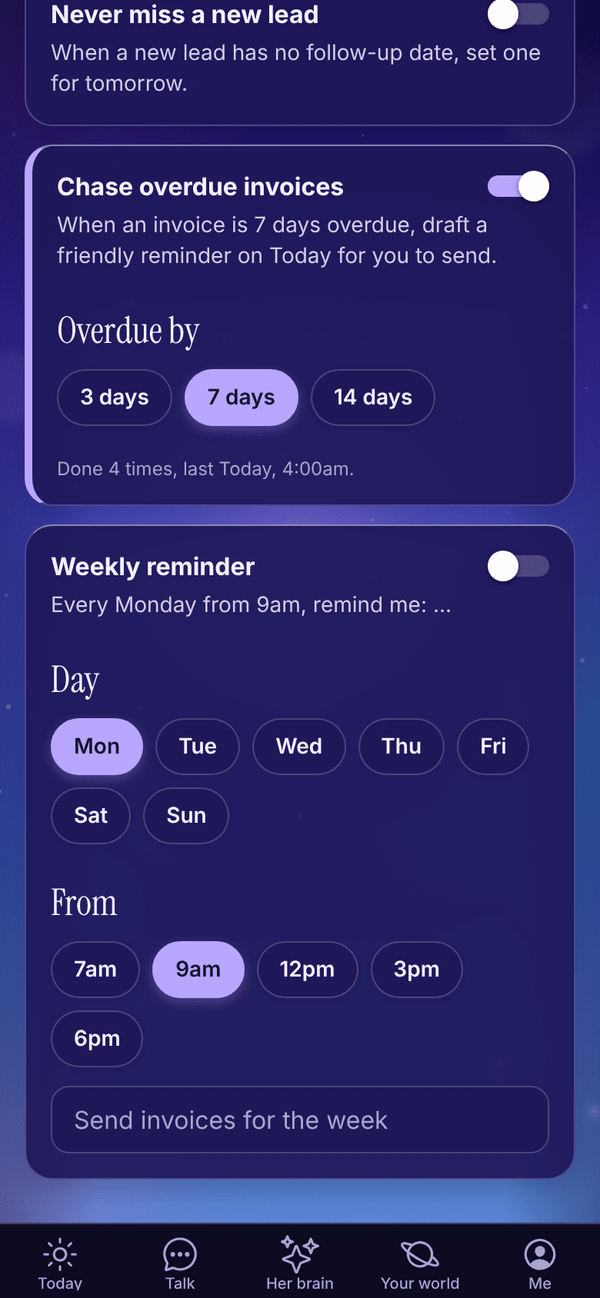 Never miss a new lead
When a new lead has no follow-up date, set one
for tomorrow.
Chase overdue invoices
When an invoice is 7 days overdue, draft a
friendly reminder on Today for you to send.
Overdue by
3 days 7 days 14 days
Done 4 times, last Today, 4:00am.
Weekly reminder
Every Monday from 9am, remind me: ...
Day
Mon Tue Wed Thu Fri
Sat Sun
From
7am 9am 12pm 3pm
6pm
Send invoices for the week
Today Talk Her brain Your world Me